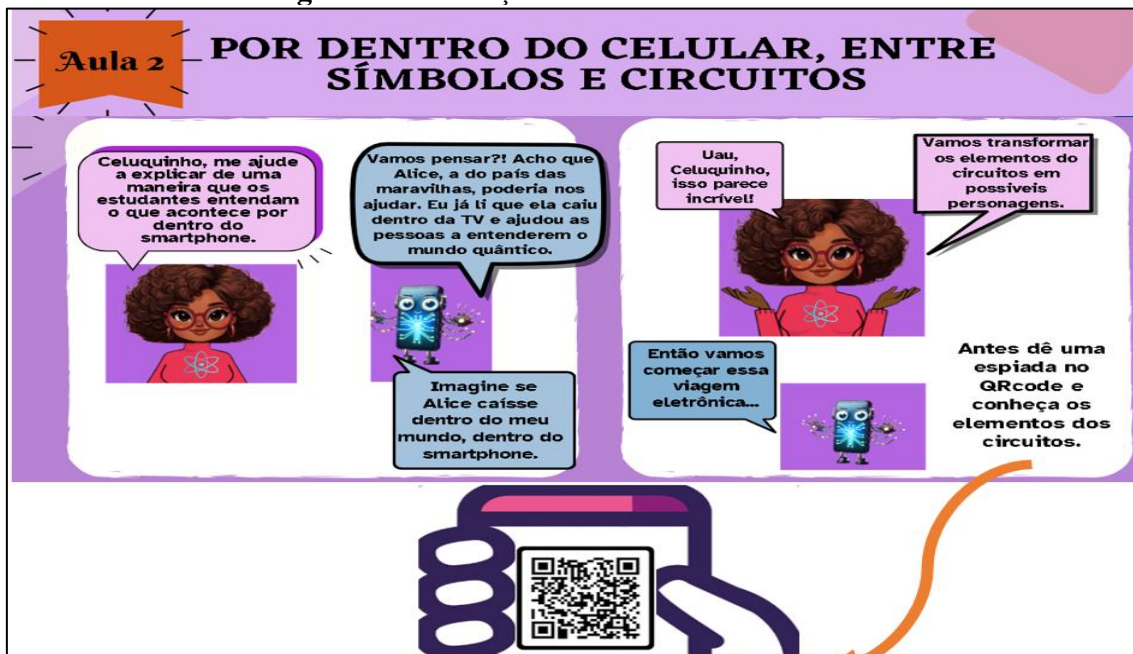 Aula 2
POR DENTRO DO CELULAR, ENTRE
SÍMBOLOS E CIRCUITOS
Celuquinho, me ajude
a explicar de uma
maneira que os
estudantes entendam
o que acontece por
dentro do
smartphone.
Vamos pensar?! Acho que
Alice, a do país das
maravilhas, poderia nos
ajudar. Eu já li que ela caiu
dentro da TV e ajudou as
pessoas a entenderem o
mundo quântico.
Imagine se
Alice caísse
dentro do meu
mundo, dentro do
smartphone.
Uau,
Celuquinho,
isso parece
incrível!
Vamos transformar
os elementos do
circuitos em
possiveis
personagens.
Então vamos
começar essa
viagem
eletrônica...
Antes dê uma
espiada no
QRcode e
conheça os
elementos dos
circuitos.